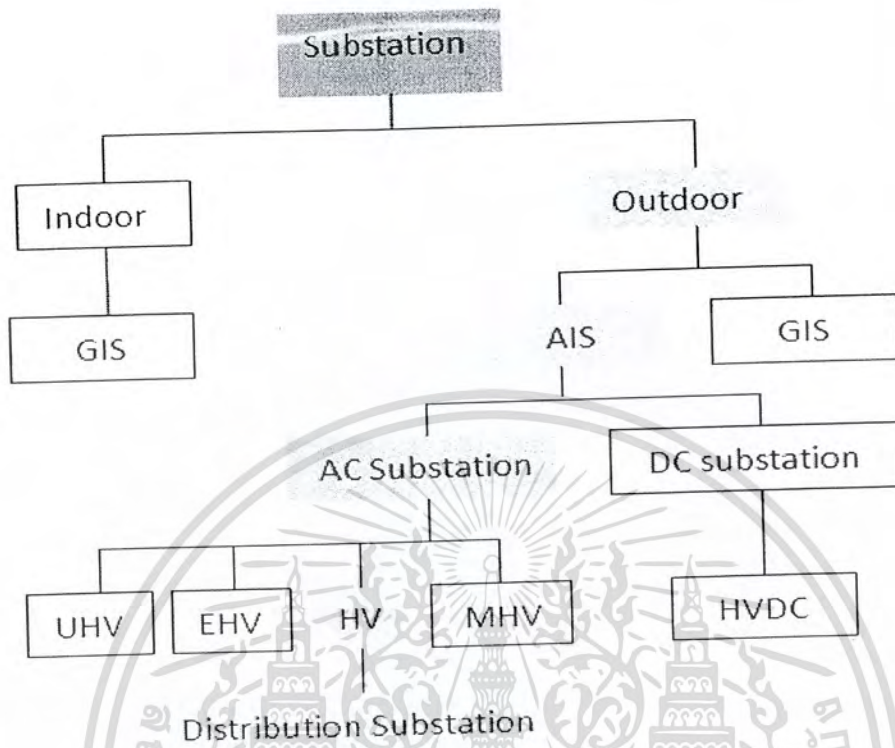 Substation
Indoor
Outdoor
GIS
AIS
GIS
AC Substation
DC substation
UHV
EHV
HV
MHV
HVDC
Distribution Substation